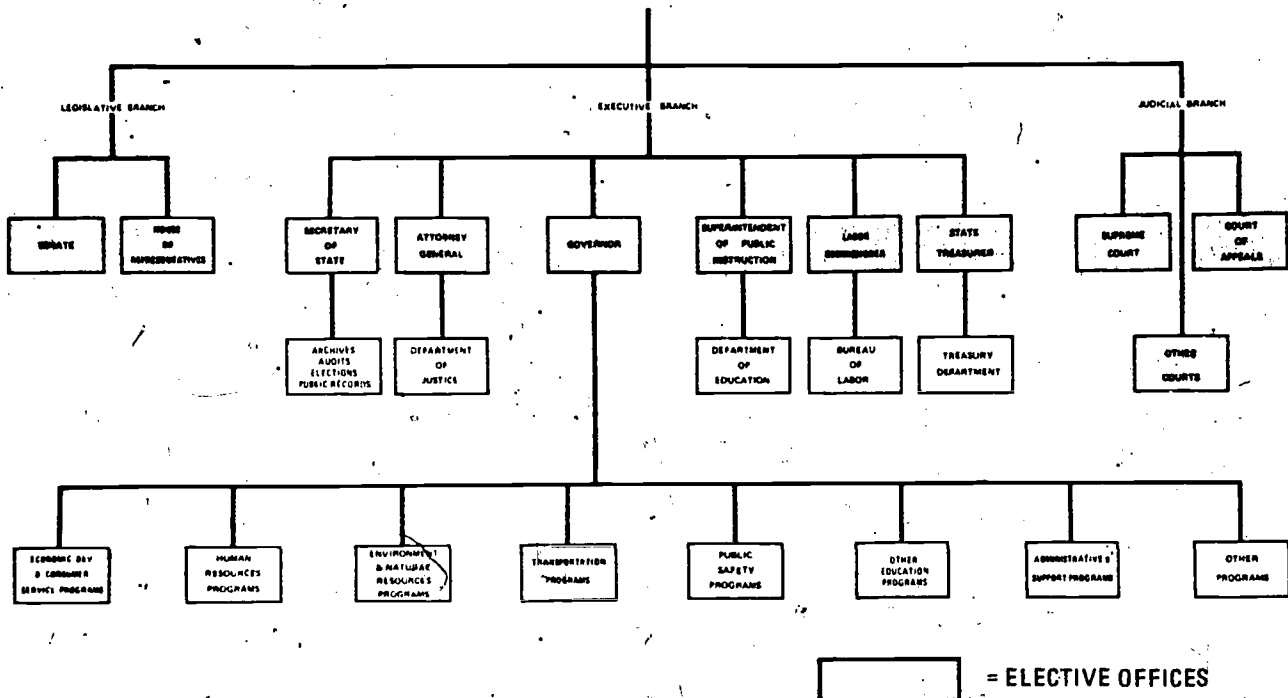 LEGISLATIVE BRANCH
EXECUTIVE BRANCH
JUDICIAL BRANCH
SENATE
HOUSE
OF
REPRESENTATIVES
SECRETARY
OF
STATE
ATTORNEY
GENERAL
GOVERNOR
SUPERINTENDENT
OF PUBLIC
INSTRUCTION
LABOR
STATE
TREASURER
SUPREME
COURT
COURT
OF
APPEALS
ARCHIVES
AUDITS
ELECTIONS
PUBLIC RECORDS
DEPARTMENT
OF
JUSTICE
DEPARTMENT
OF
EDUCATION
BUREAU
OF
LABOR
TREASURY
DEPARTMENT
OTHER
COURTS
ECONOMIC DEV
& CONSUMER
SERVICE PROGRAMS
HUMAN
RESOURCES
PROGRAMS
ENVIRONMENT
& NATURAL
RESOURCES
PROGRAMS
TRANSPORTATION
PROGRAMS
PUBLIC
SAFETY
PROGRAMS
OTHER
EDUCATION
PROGRAMS
ADMINISTRATIVE &
SUPPORT PROGRAMS
OTHER
PROGRAMS
= ELECTIVE OFFICES